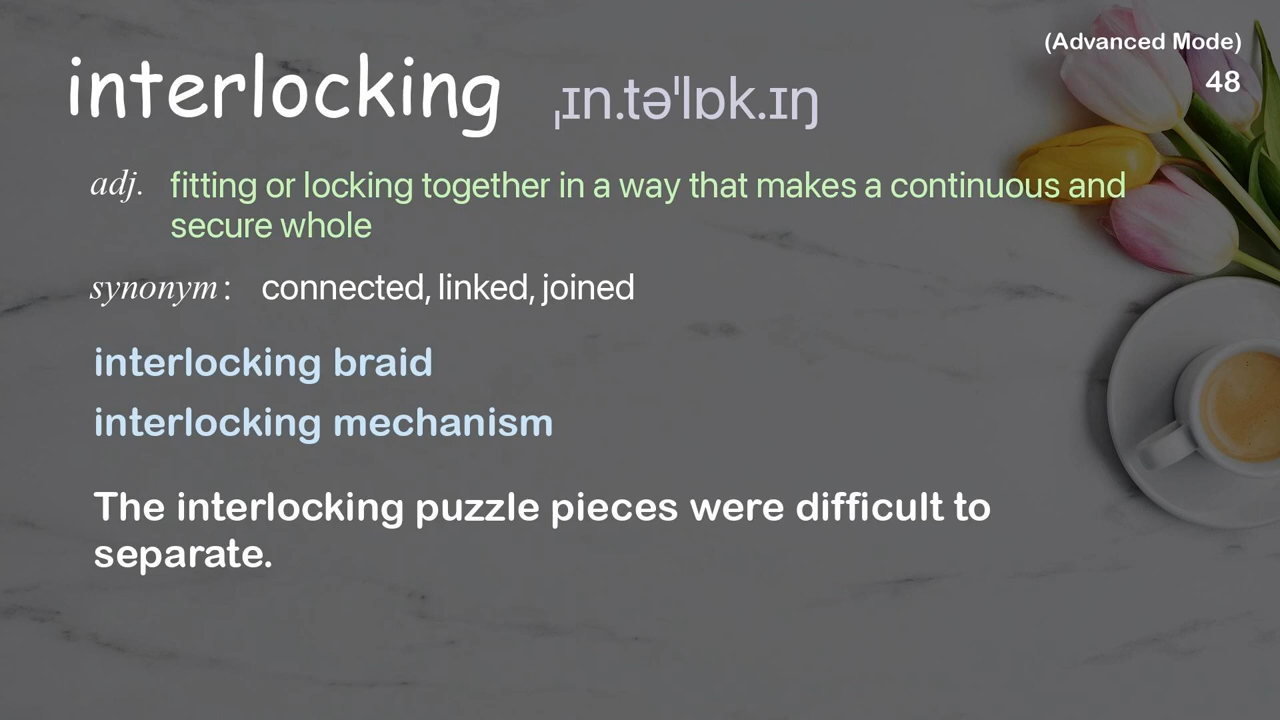 (Advanced Mode)
48
interlocking ˌɪn.təˈlɒk.ɪŋ
adj. fitting or locking together in a way that makes a continuous and
secure whole
synonym : connected, linked, joined
interlocking braid
interlocking mechanism
The interlocking puzzle pieces were difficult to
separate.